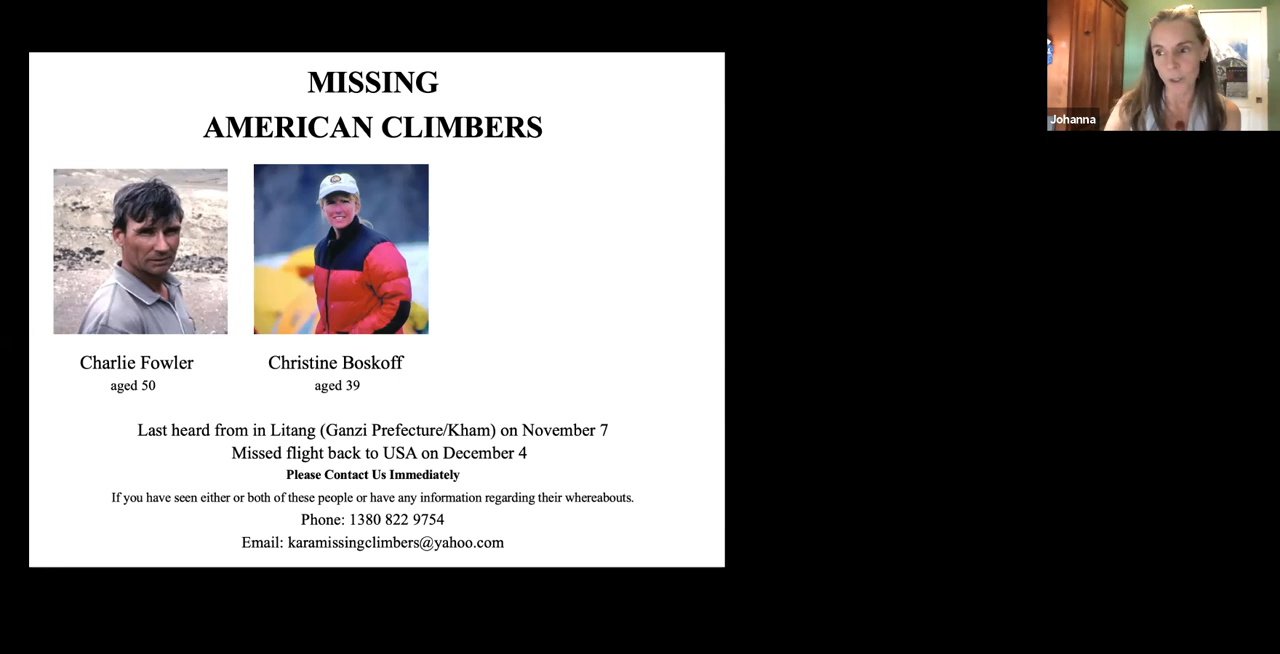 MISSING
AMERICAN CLIMBERS
Charlie Fowler
aged 50
Christine Boskoff
aged 39
Last heard from in Litang (Ganzi Prefecture/Kham) on November 7
Missed flight back to USA on December 4
Please Contact Us Immediately
If you have seen either or both of these people or have any information regarding their whereabouts.
Phone: 1380 822 9754
Email: karamissingclimbers@yahoo.com
Johanna